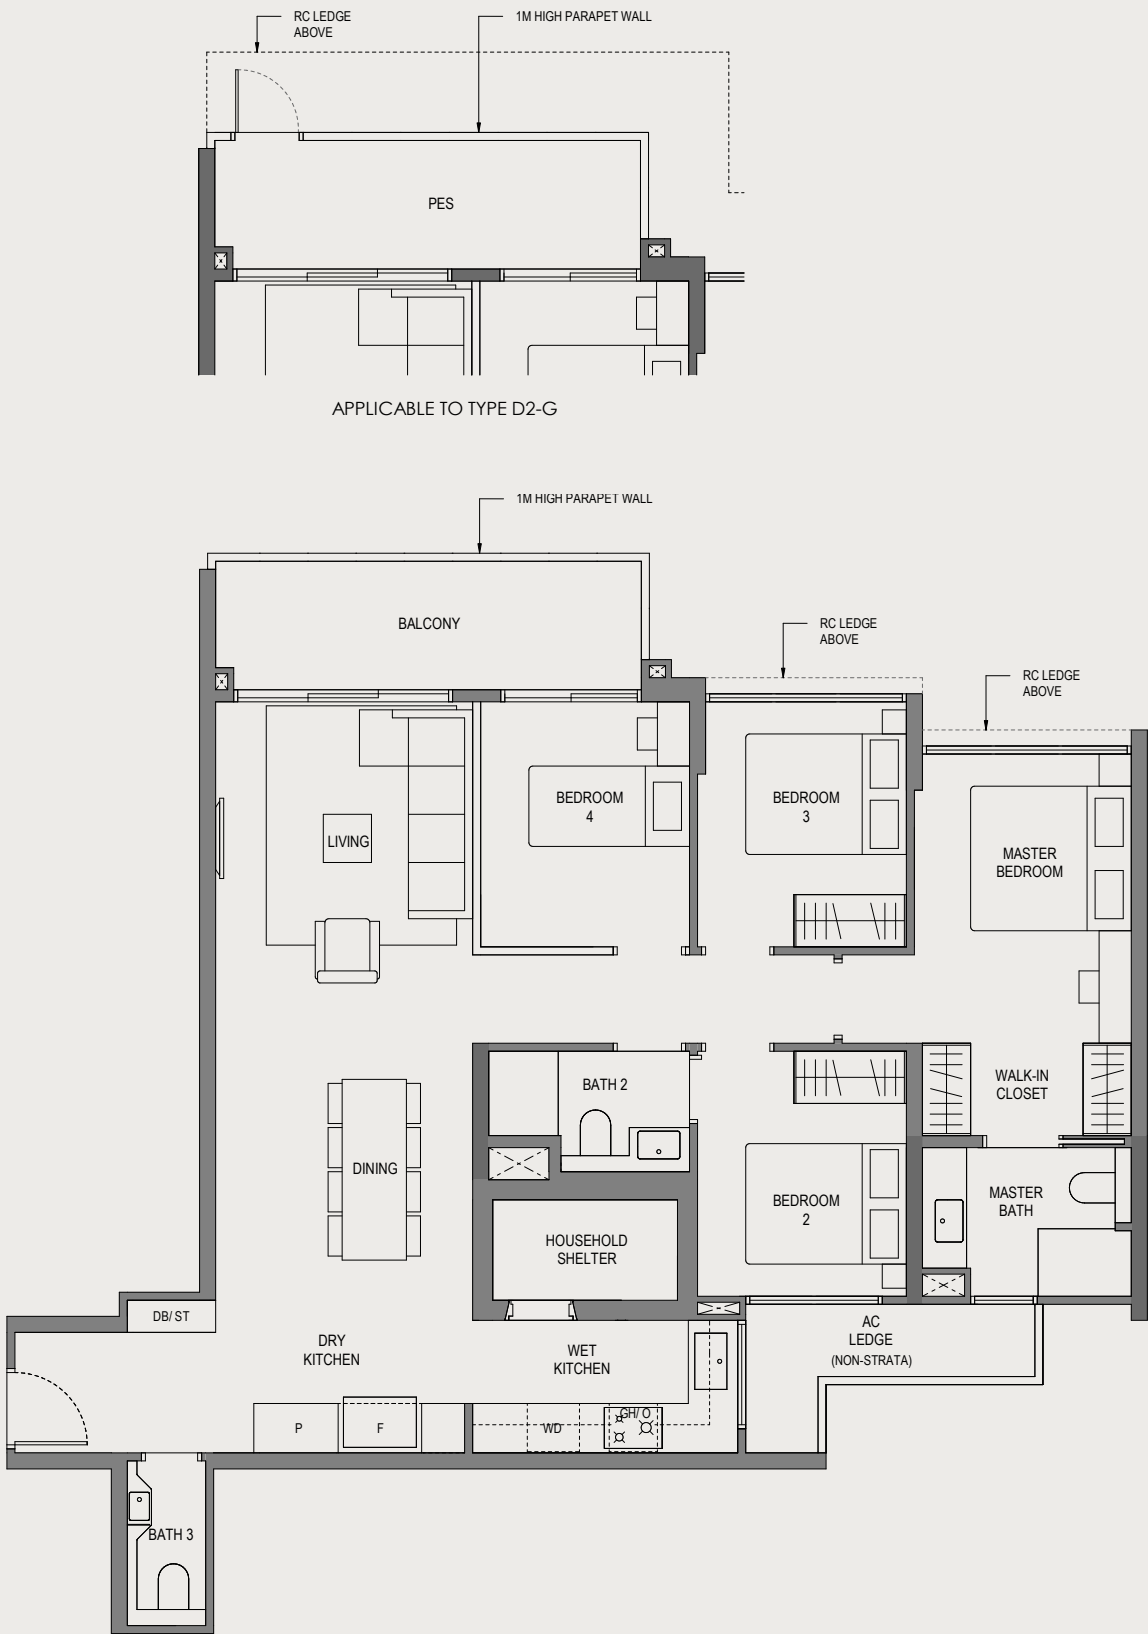 RC LEDGE
ABOVE
1M HIGH PARAPET WALL
PES
APPLICABLE TO TYPE D2-G
1M HIGH PARAPET WALL
BALCONY
RC LEDGE
ABOVE
RC LEDGE
ABOVE
BEDROOM
4
BEDROOM
3
LIVING
MASTER
BEDROOM
BATH 2
WALK-IN
CLOSET
DINING
BEDROOM
2
MASTER
BATH
HOUSEHOLD
SHELTER
DB/ ST
DRY
KITCHEN
WET
KITCHEN
AC
LEDGE
(NON-STRATA)
P
F
WD
GH/ O
BATH 3